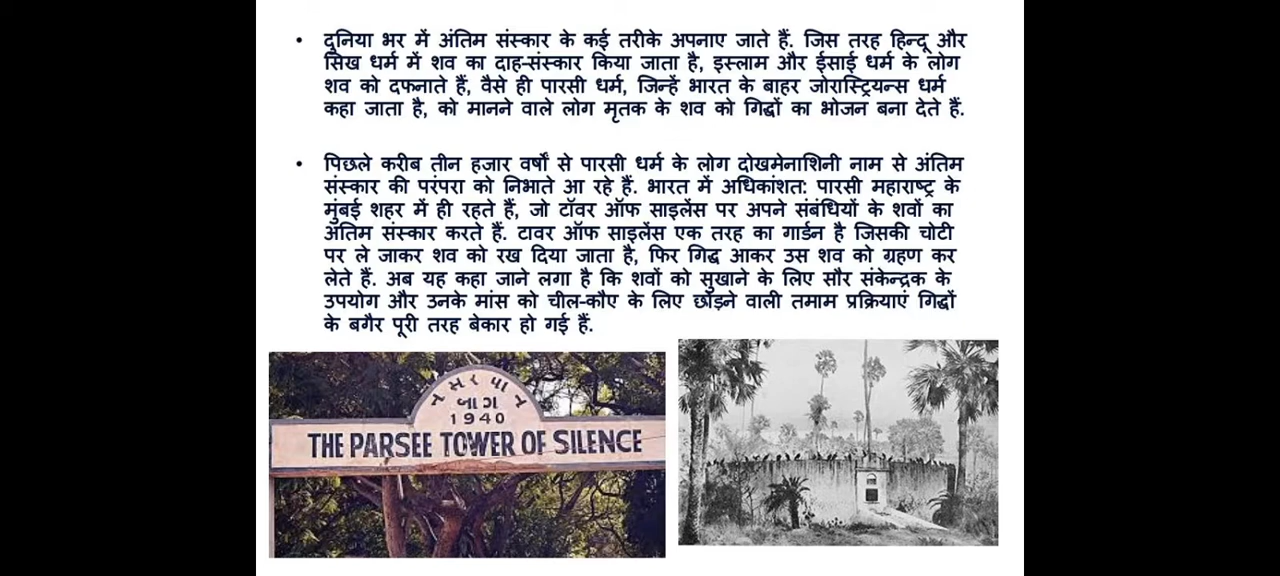 • दुनिया भर में अंतिम संस्कार के कई तरीके अपनाए जाते हैं. जिस तरह हिन्दू और
सिख धर्म में शव का दाह-संस्कार किया जाता है, इस्लाम और ईसाई धर्म के लोग
शव को दफनाते हैं, वैसे ही पारसी धर्म, जिन्हें भारत के बाहर जोरास्ट्रियन्स धर्म
कहा जाता है, को मानने वाले लोग मृतक के शव को गिद्धों का भोजन बना देते हैं.
• पिछले करीब तीन हजार वर्षों से पारसी धर्म के लोग दोखमेनाशिनी नाम से अंतिम
संस्कार की परंपरा को निभाते आ रहे हैं. भारत में अधिकांशत: पारसी महाराष्ट्र के
मुंबई शहर में ही रहते हैं, जो टॉवर ऑफ साइलेंस पर अपने संबंधियों के शवों का
अंतिम संस्कार करते हैं. टावर ऑफ साइलेंस एक तरह का गार्डन है जिसकी चोटी
पर ले जाकर शव को रख दिया जाता है, फिर गिद्ध आकर उस शव को ग्रहण कर
लेते हैं. अब यह कहा जाने लगा है कि शवों को सुखाने के लिए सौर संकेन्द्रक के
उपयोग और उनके मांस को चील-कौए के लिए छोड़ने वाली तमाम प्रक्रियाएं गिद्धों
के बगैर पूरी तरह बेकार हो गई हैं.
બાગ
1940
THE PARSEE TOWER OF SILENCE